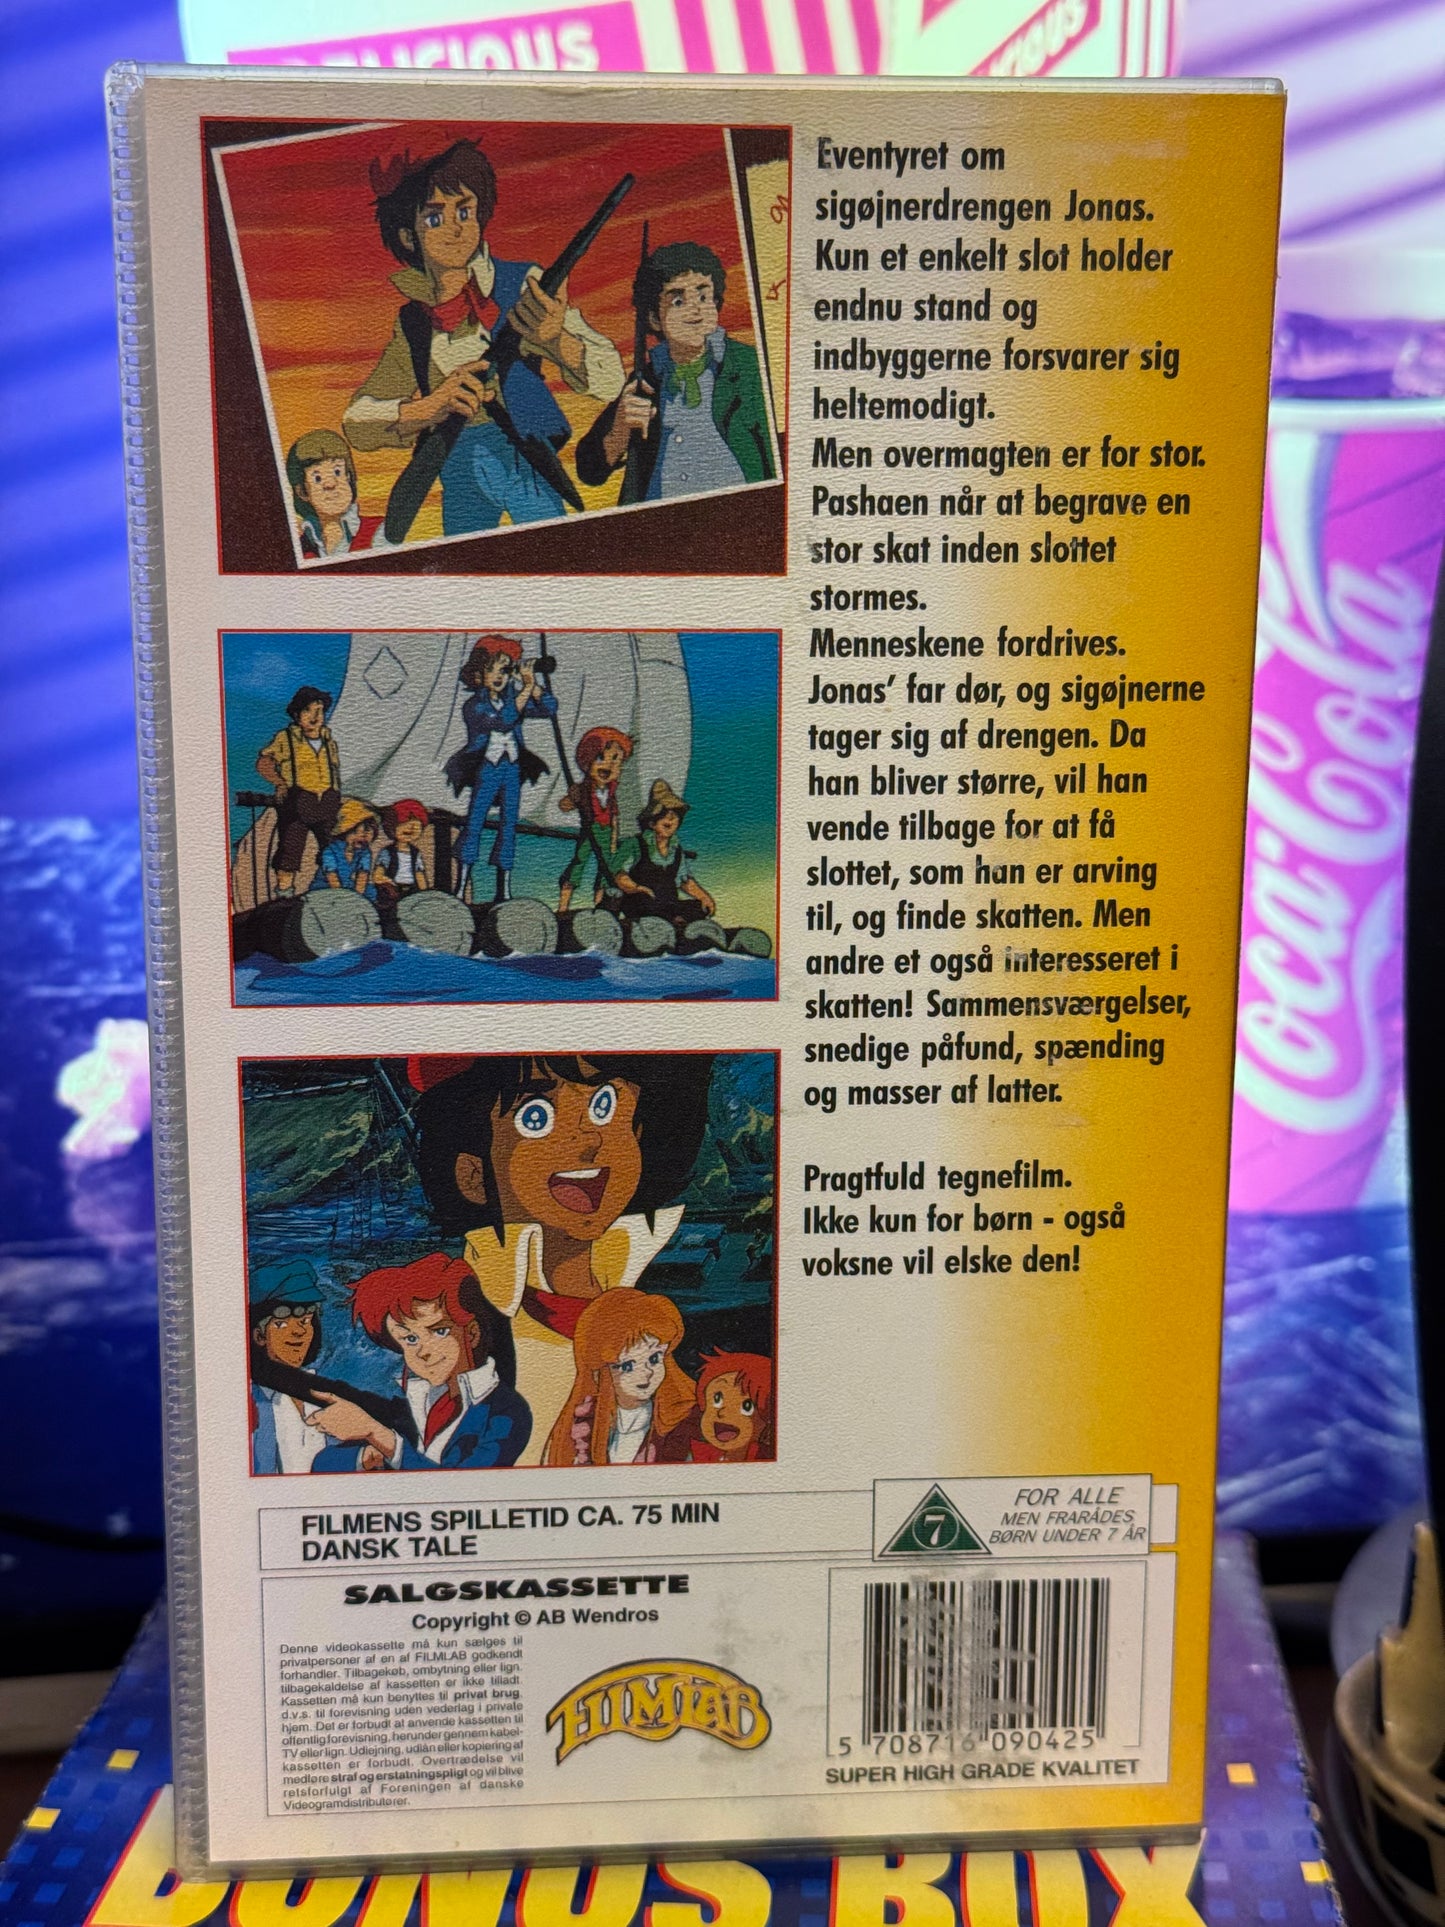 DELICIOUS
Eventyret om
sigøjnerdrengen Jonas.
Kun et enkelt slot holder
endnu stand og
indbyggerne forsvarer sig
heltemodigt.
Men overmagten er for stor.
Pashaen når at begrave en
stor skat inden slottet
stormes.
Menneskene fordrives.
Jonas' far dør, og sigøjnerne
tager sig af drengen. Da
han bliver større, vil han
vende tilbage for at få
slottet, som han er arving
til, og finde skatten. Men
andre et også interesseret i
skatten! Sammensværgelser,
snedige påfund, spænding
og masser af latter.
Pragtfuld tegnefilm.
Ikke kun for børn - også
voksne vil elske den!
Coca-Cola
FILMENS SPILLETID CA. 75 MIN
DANSK TALE
7
FOR ALLE
MEN FRARÅDES
BØRN UNDER 7 ÅR
SALGSKASSETTE
Copyright © AB Wendros
Denne videokassette må kun sælges til
privatpersoner af en af FILMLAB godkendt
forhandler. Tilbagekøb, ombytning eller lign.
tilbagekaldelse af kassetten er ikke tilladt.
Kassetten må kun benyttes til privat brug.
d.v.s. til forevisning uden vederlag i private
hjem. Det er forbudt at anvende kassetten til
offentlig forevisning, herunder gennem kabel-
TV eller lign. Udlejning, udlån eller kopiering af
kassetten er forbudt. Overtrædelse vil
medføre straf og erstatningspligt og vil blive
retsforfulgt af Foreningen af danske
Videogramdistributører.
FILMLAB
5 708716 090425
SUPER HIGH GRADE KVALITET
BONUS BOX